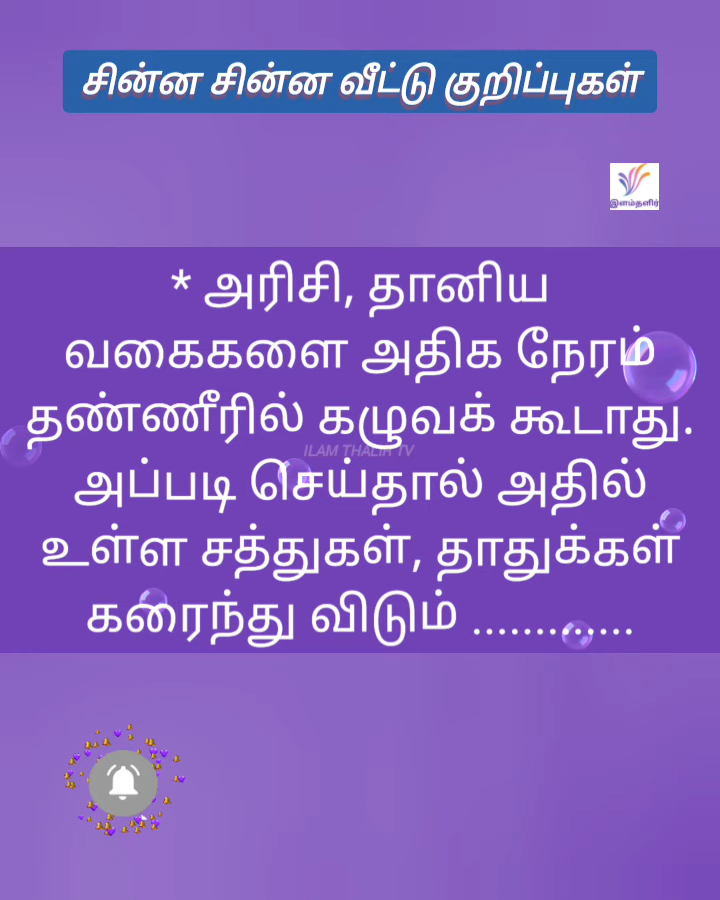 சின்ன சின்ன வீட்டு குறிப்புகள்
இளம்தளிர்
* அரிசி, தானிய
வகைகளை அதிக நேரம்
தண்ணீரில் கழுவக் கூடாது.
ILAM THALIR TV
அப்படி செய்தால் அதில்
உள்ள சத்துகள், தாதுக்கள்
கரைந்து விடும் .............